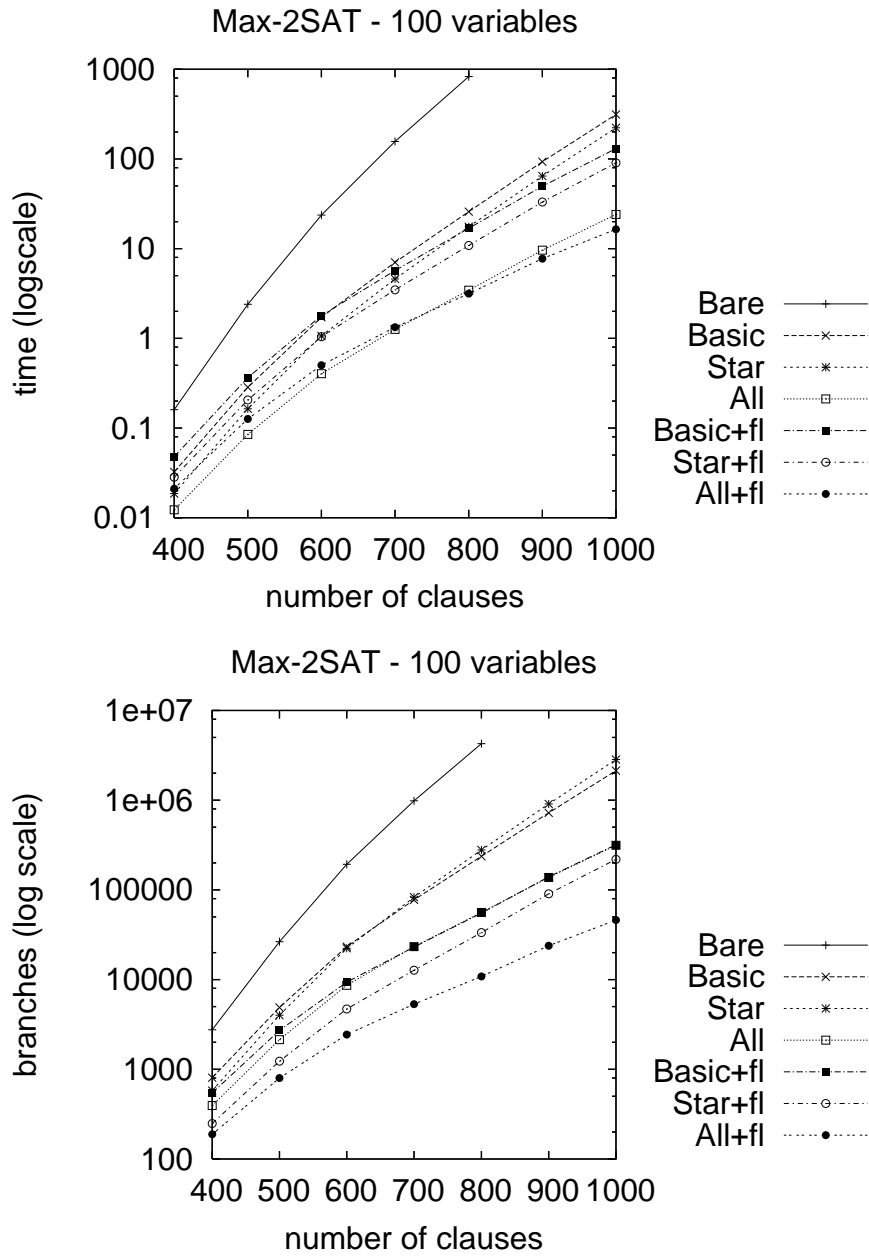 Max-2SAT - 100 variables
1000
100
10
1
0.1
0.01
time (logscale)
400 500 600 700 800 900 1000
number of clauses
Bare
Basic
Star
All
Basic+fl
Star+fl
All+fl
Max-2SAT - 100 variables
1e+07
1e+06
100000
10000
1000
100
branches (log scale)
400 500 600 700 800 900 1000
number of clauses
Bare
Basic
Star
All
Basic+fl
Star+fl
All+fl